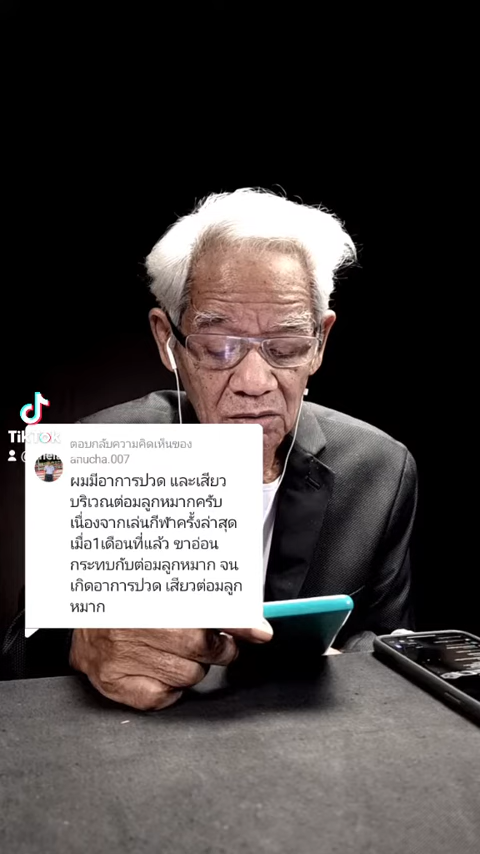 TikTok
ตอบกลับความคิดเห็นของ
anucha.007
ผมมีอาการปวด และเสียว
บริเวณต่อมลูกหมากครับ
เนื่องจากเล่นกีฬาครั้งล่าสุด
เมื่อ1เดือนที่แล้ว ขาอ่อน
กระทบกับต่อมลูกหมาก จน
เกิดอาการปวด เสียวต่อมลูก
หมาก